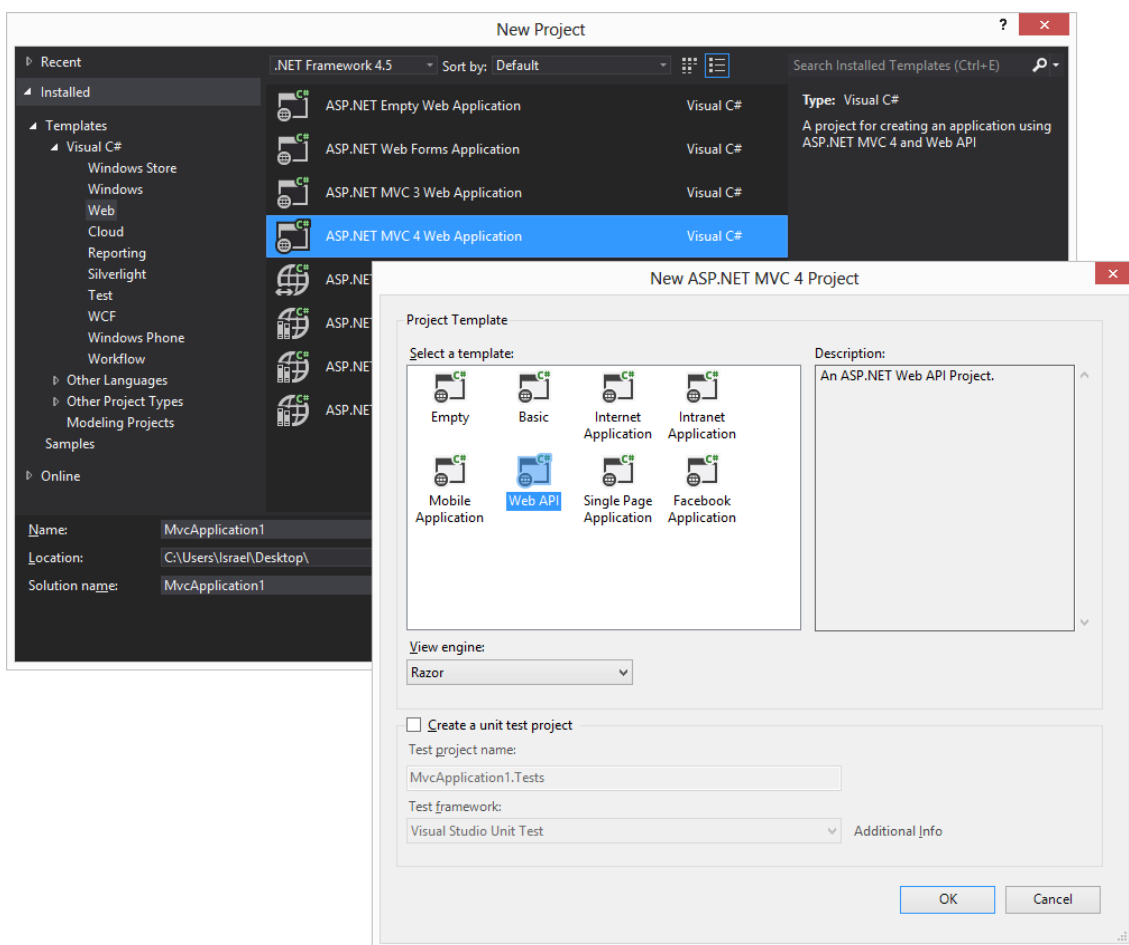 New Project
?
Recent
.NET Framework 4.5
Sort by:
Default
Search Installed Templates (Ctrl+E)
Installed
Templates
Visual C#
Windows Store
Windows
Web
Cloud
Reporting
Silverlight
Test
WCF
Windows Phone
Workflow
Other Languages
Other Project Types
Modeling Projects
Samples
Online
C#
ASP.NET Empty Web Application
Visual C#
C#
ASP.NET Web Forms Application
Visual C#
C#
ASP.NET MVC 3 Web Application
Visual C#
C#
ASP.NET MVC 4 Web Application
Visual C#
C#
ASP.NE
C#
ASP.NE
C#
ASP.NE
C#
ASP.NE
Type: Visual C#
A project for creating an application using
ASP.NET MVC 4 and Web API
Name:
MvcApplication1
Location:
C:\Users\Israel\Desktop\
Solution name:
MvcApplication1
New ASP.NET MVC 4 Project
Project Template
Select a template:
C#
Empty
C#
Basic
C#
Internet
Application
C#
Intranet
Application
C#
Mobile
Application
C#
Web API
C#
Single Page
Application
C#
Facebook
Application
Description:
An ASP.NET Web API Project.
View engine:
Razor
Create a unit test project
Test project name:
MvcApplication1.Tests
Test framework:
Visual Studio Unit Test
Additional Info
OK
Cancel